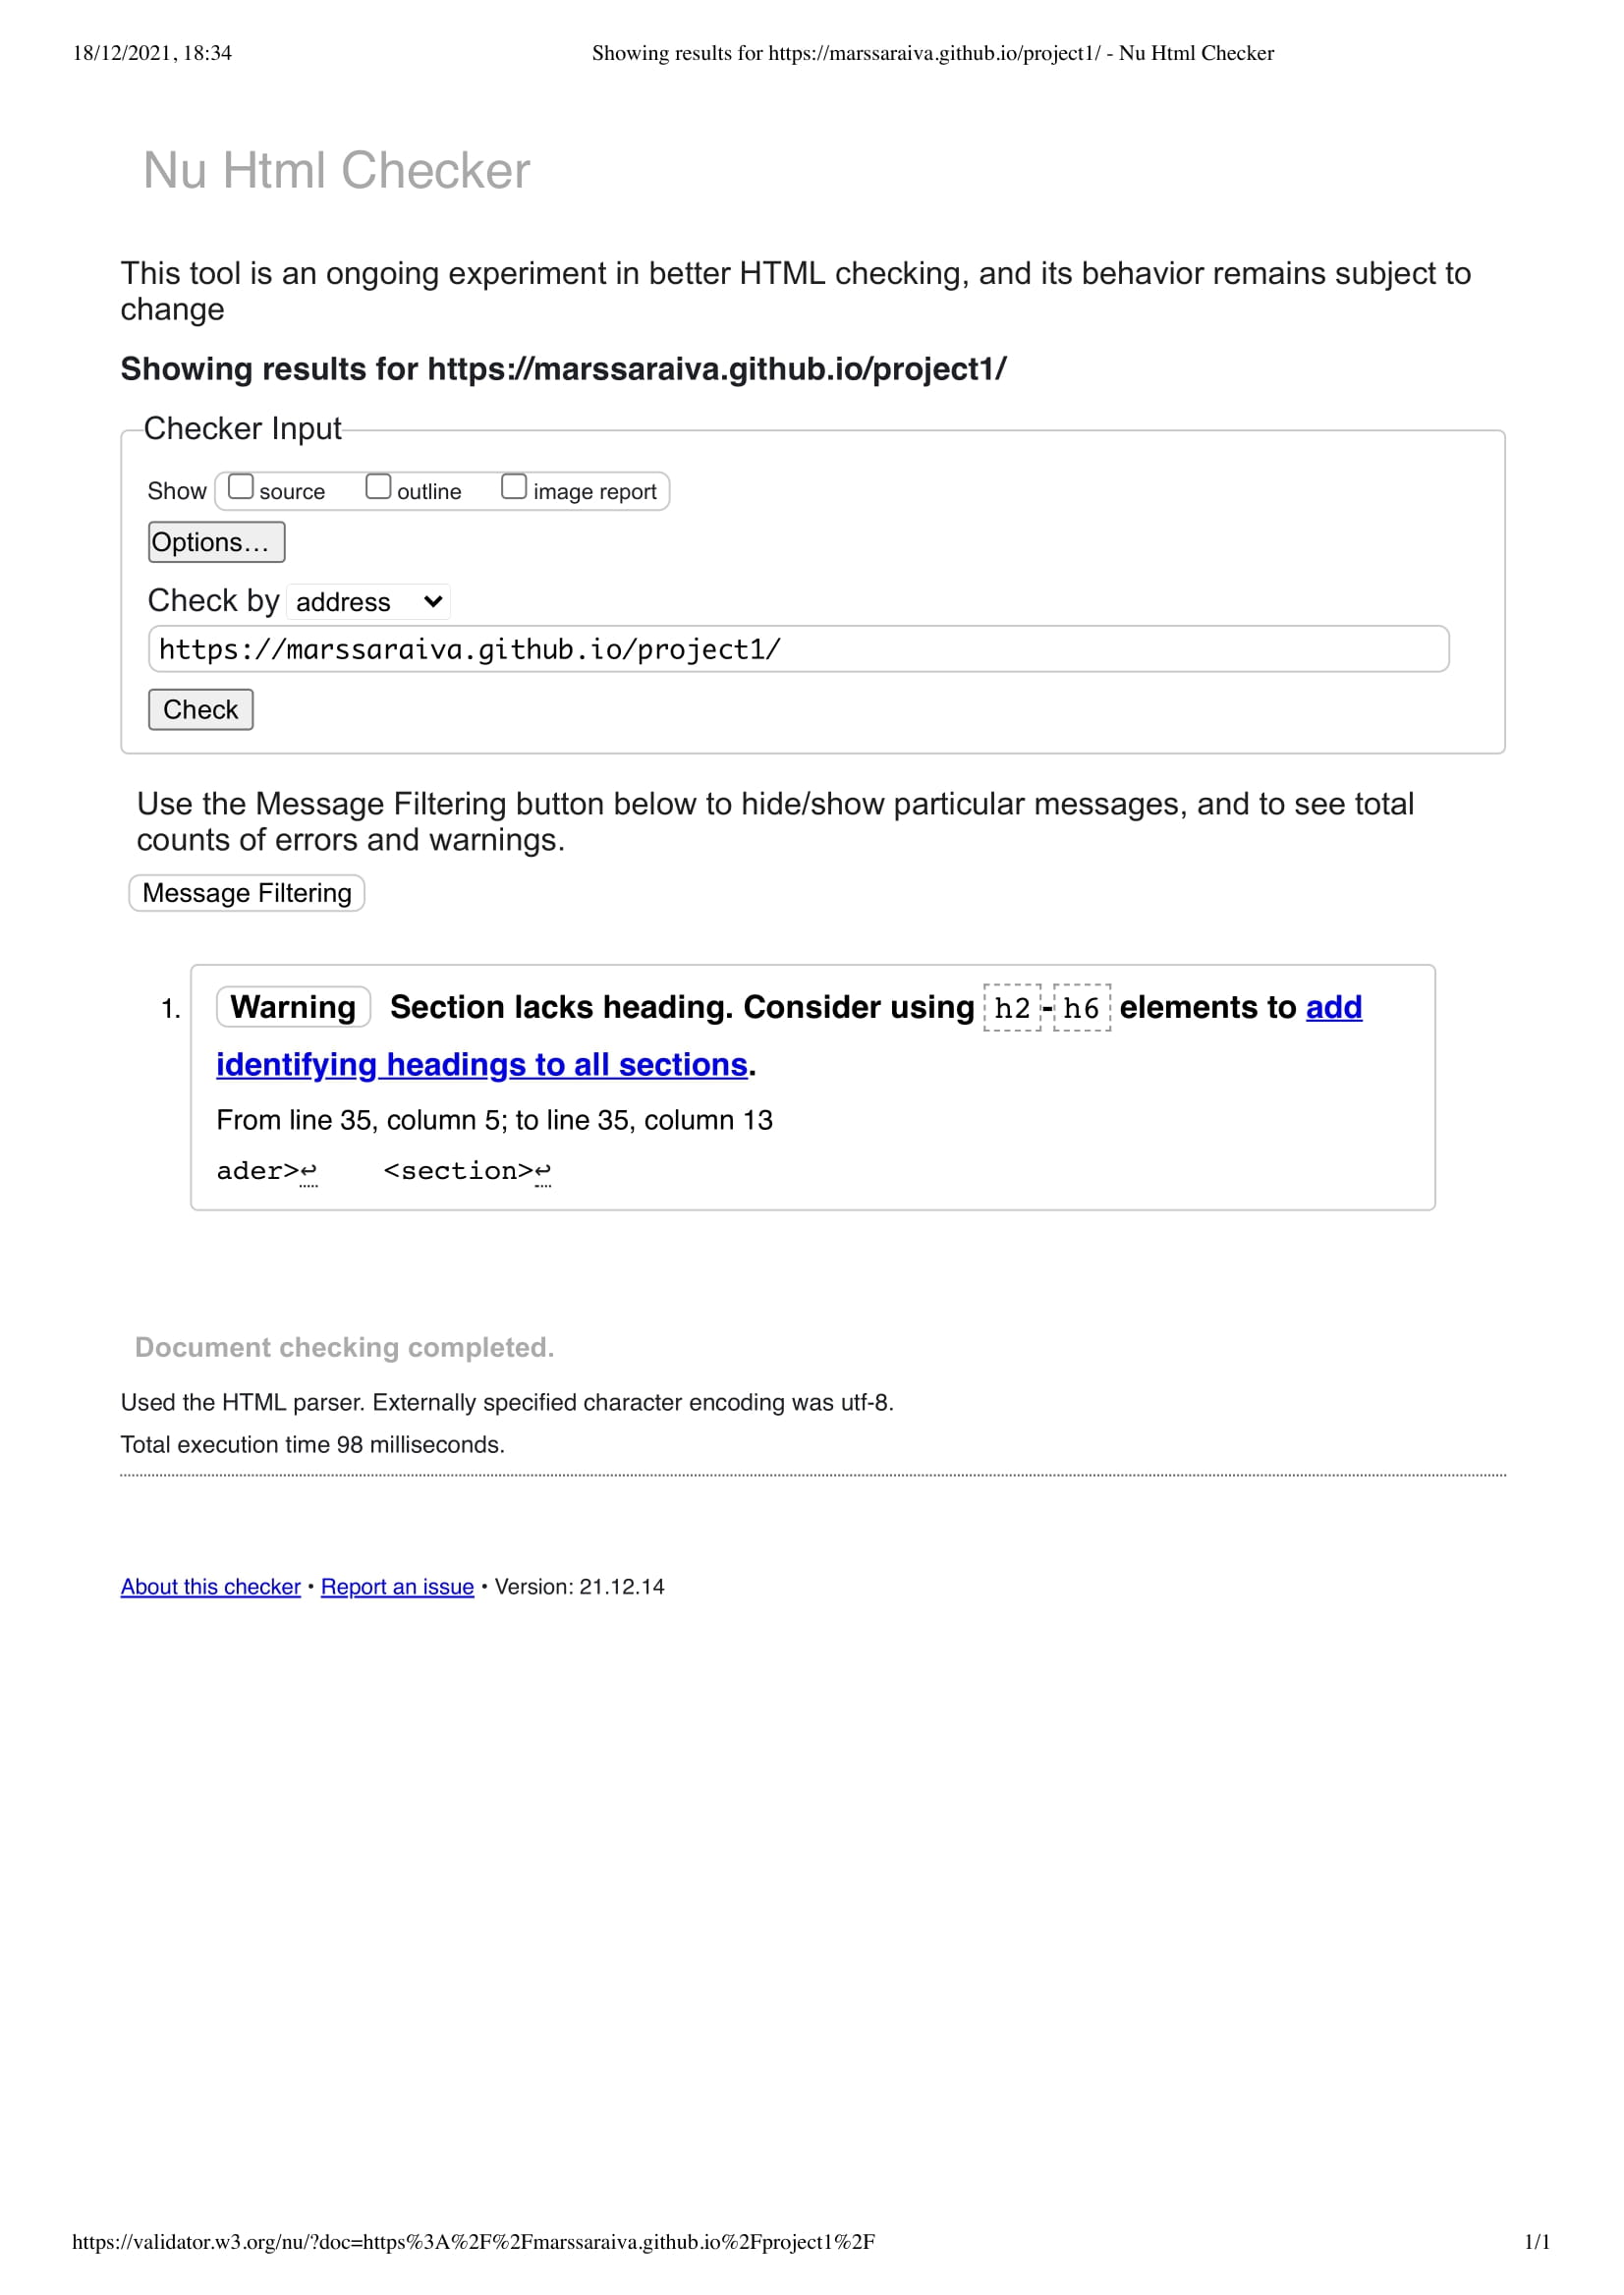 18/12/2021, 18:34 Showing results for https://marssaraiva.github.io/project1/ - Nu Html Checker
Nu Html Checker
This tool is an ongoing experiment in better HTML checking, and its behavior remains subject to
change
Showing results for https://marssaraiva.github.io/project1/
Checker Input
Show source outline image report
Options…
Check by address
https://marssaraiva.github.io/project1/
Check
Use the Message Filtering button below to hide/show particular messages, and to see total
counts of errors and warnings.
Message Filtering
1. Warning Section lacks heading. Consider using h2-h6 elements to add
identifying headings to all sections.
From line 35, column 5; to line 35, column 13
ader>↩ <section>↩
Document checking completed.
Used the HTML parser. Externally specified character encoding was utf-8.
Total execution time 98 milliseconds.
About this checker • Report an issue • Version: 21.12.14
https://validator.w3.org/nu/?doc=https%3A%2F%2Fmarssaraiva.github.io%2Fproject1%2F 1/1